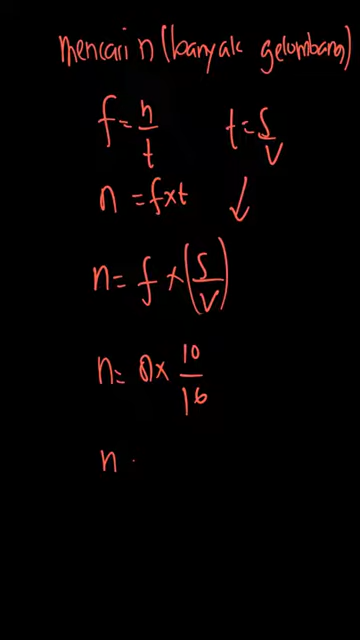 mencari n (banyak gelombang)
f = n/t t = s/v
n = f x t
n = f x (s/v)
n = 8 x 10/16
n